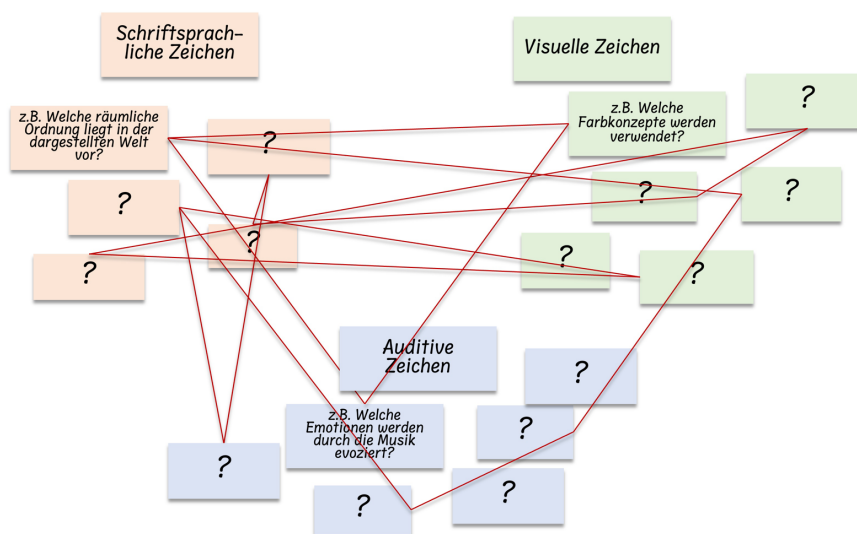 Schriftsprach-
liche Zeichen
z.B. Welche räumliche
Ordnung liegt in der
dargestellten Welt
vor?
?
?
?
?
Visuelle Zeichen
z.B. Welche
Farbkonzepte werden
verwendet?
?
?
?
?
?
Auditive
Zeichen
z.B. Welche
Emotionen werden
durch die Musik
evoziert?
?
?
?
?
?